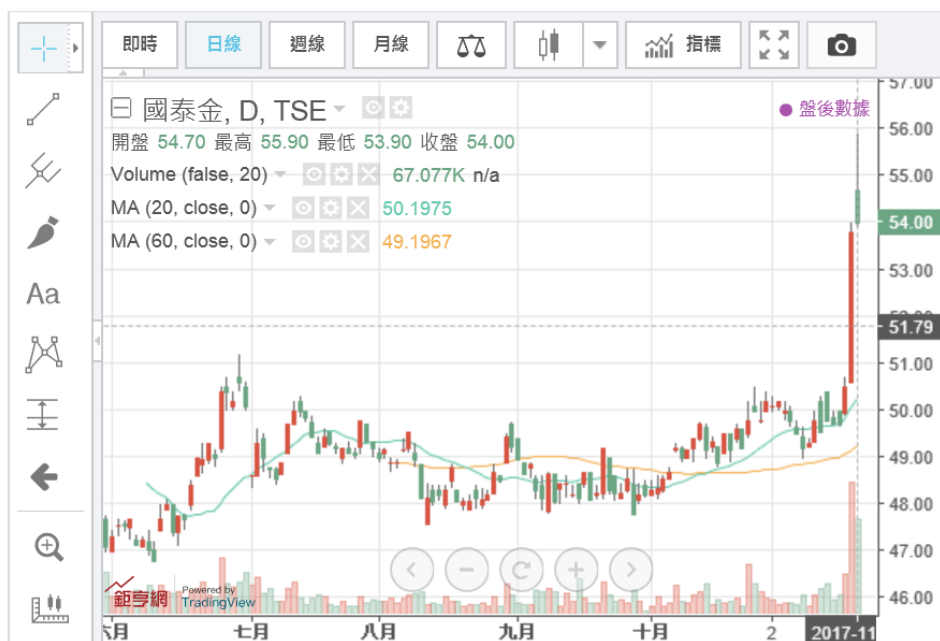 即時 日線 週線 月線 指標
國泰金, D, TSE
盤後數據
開盤 54.70 最高 55.90 最低 53.90 收盤 54.00
Volume (false, 20) 67.077K n/a
MA (20, close, 0) 50.1975
MA (60, close, 0) 49.1967
Aa
57.00
56.00
55.00
54.00
53.00
51.79
51.00
50.00
49.00
48.00
47.00
46.00
鉅亨網 Powered by
TradingView
六月 七月 八月 九月 十月 2 2017-11